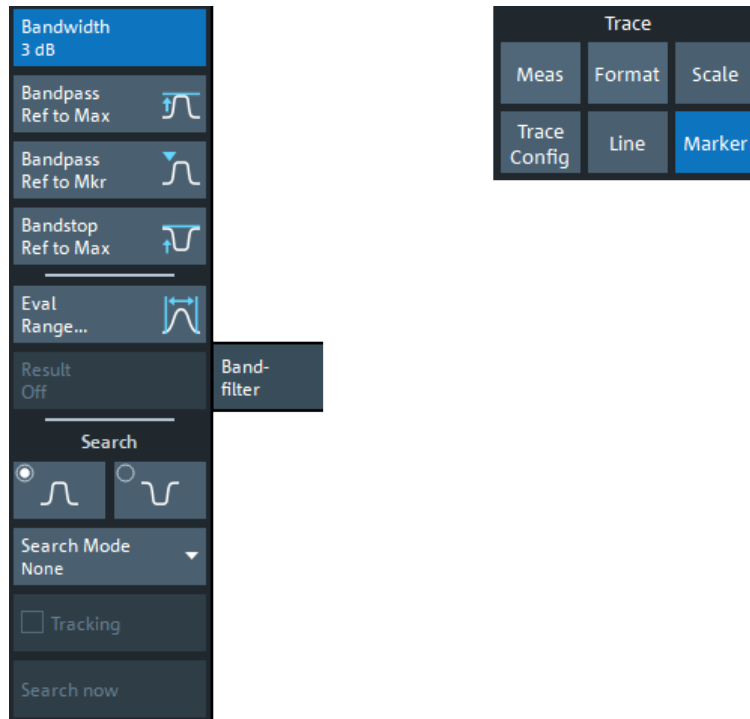 Bandwidth
3 dB
Bandpass
Ref to Max
Bandpass
Ref to Mkr
Bandstop
Ref to Max
Eval
Range...
Result
Off
Band-
filter
Search
Search Mode
None
Tracking
Search now
Trace
Meas
Format
Scale
Trace
Config
Line
Marker